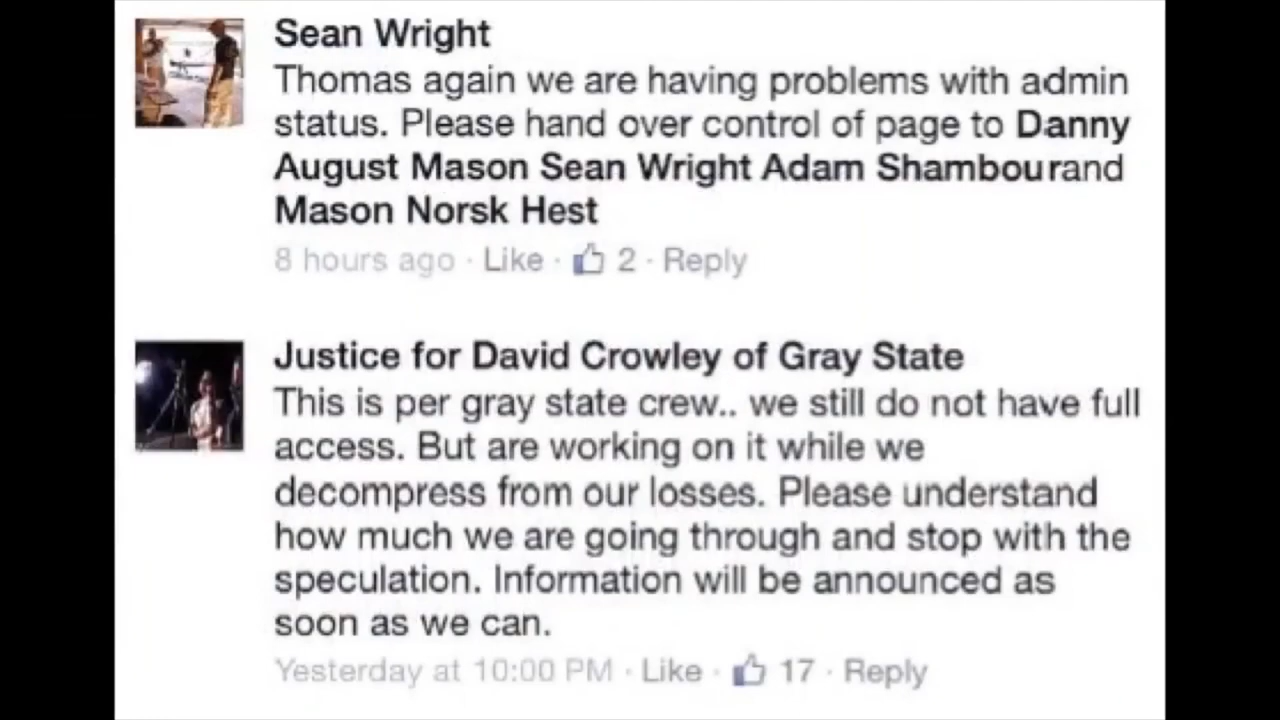 Sean Wright
Thomas again we are having problems with admin
status. Please hand over control of page to Danny
August Mason Sean Wright Adam Shambourand
Mason Norsk Hest
8 hours ago · Like · 2 · Reply
Justice for David Crowley of Gray State
This is per gray state crew.. we still do not have full
access. But are working on it while we
decompress from our losses. Please understand
how much we are going through and stop with the
speculation. Information will be announced as
soon as we can.
Yesterday at 10:00 PM · Like · 17 · Reply